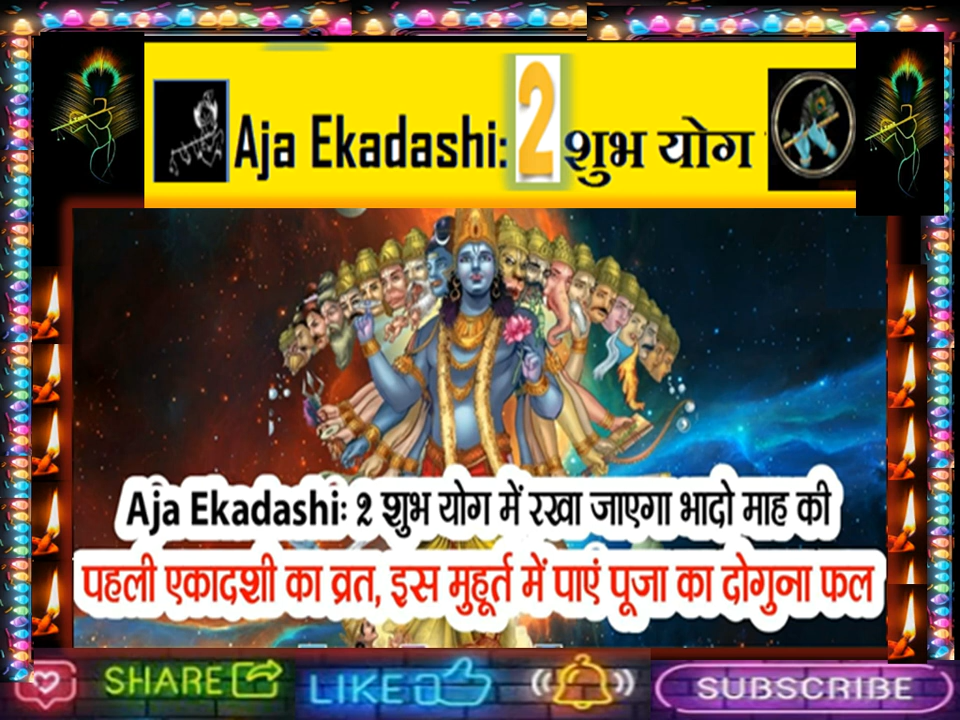 Aja Ekadashi: 2 शुभ योग
Aja Ekadashi: 2 शुभ योग में रखा जाएगा भादो माह की
पहली एकादशी का व्रत, इस मुहूर्त में पाएं पूजा का दोगुना फल
SHARE LIKE SUBSCRIBE